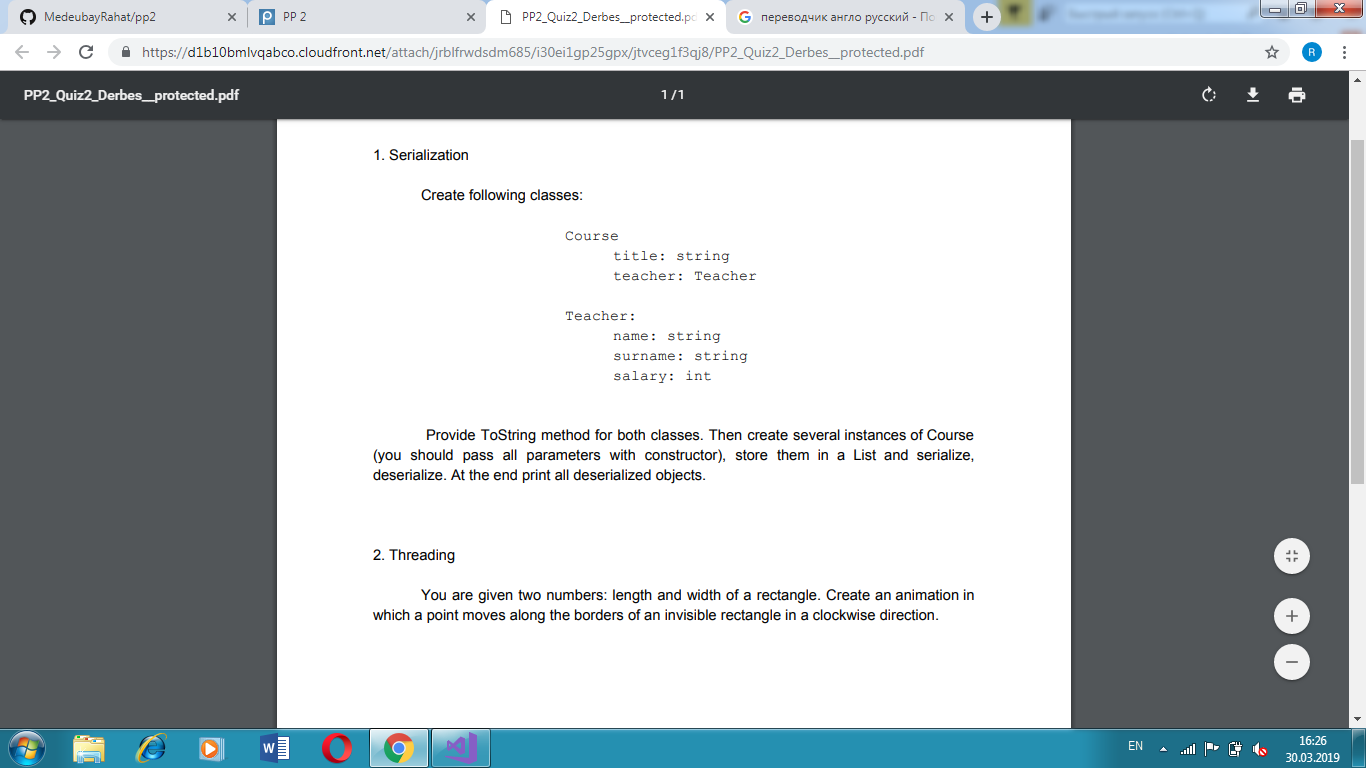 MedeubayRahat/pp2
PP 2
PP2_Quiz2_Derbes__protected.pd
переводчик англо русский - По
https://d1b10bmlvqabco.cloudfront.net/attach/jrblfrwdsdm685/i30ei1gp25gpx/jtvceg1f3qj8/PP2_Quiz2_Derbes__protected.pdf
R
PP2_Quiz2_Derbes__protected.pdf
1 / 1
1. Serialization
Create following classes:
Course
title: string
teacher: Teacher
Teacher:
name: string
surname: string
salary: int
Provide ToString method for both classes. Then create several instances of Course
(you should pass all parameters with constructor), store them in a List and serialize,
deserialize. At the end print all deserialized objects.
2. Threading
You are given two numbers: length and width of a rectangle. Create an animation in
which a point moves along the borders of an invisible rectangle in a clockwise direction.
EN
16:26
30.03.2019